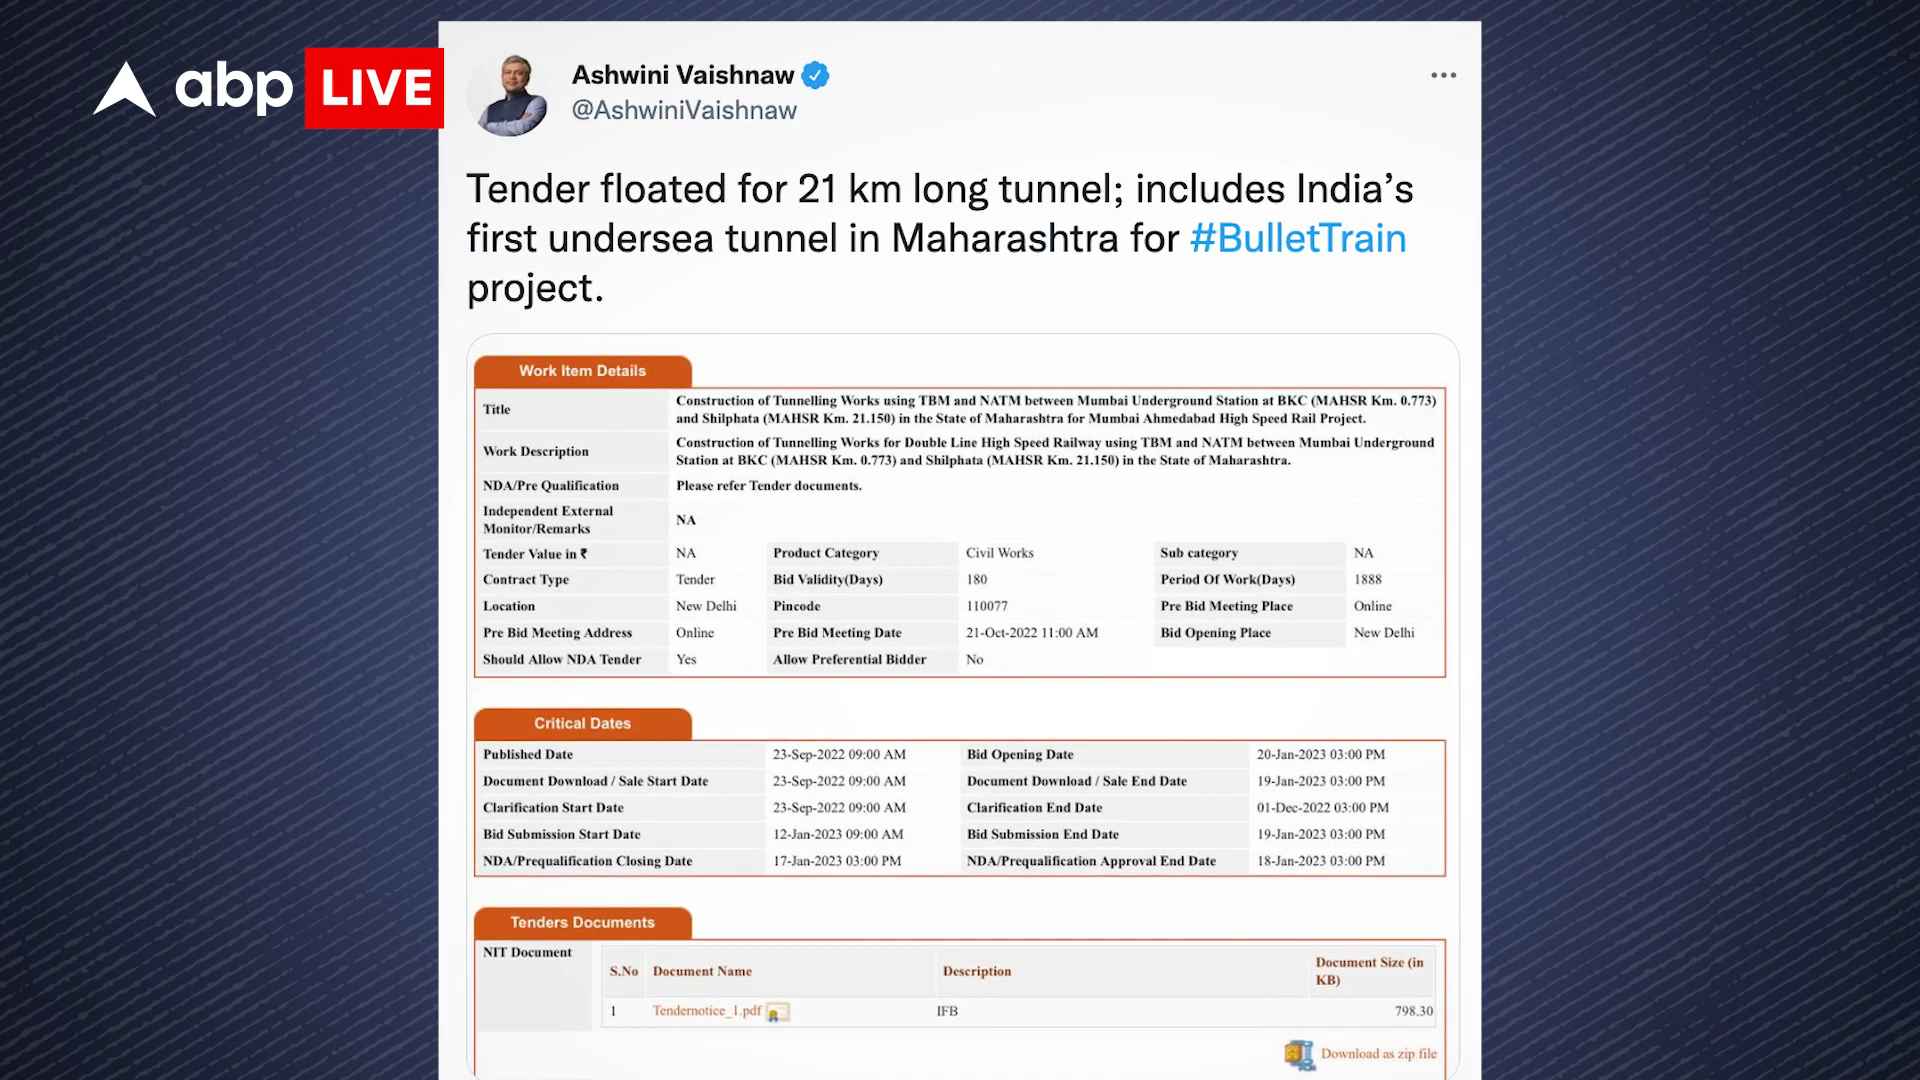 abp LIVE
Ashwini Vaishnaw
@AshwiniVaishnaw
Tender floated for 21 km long tunnel; includes India’s
first undersea tunnel in Maharashtra for #BulletTrain
project.
Work Item Details
Title
Construction of Tunnelling Works using TBM and NATM between Mumbai Underground Station at BKC (MAHSR Km. 0.773)
and Shilphata (MAHSR Km. 21.150) in the State of Maharashtra for Mumbai Ahmedabad High Speed Rail Project.
Work Description
Construction of Tunnelling Works for Double Line High Speed Railway using TBM and NATM between Mumbai Underground
Station at BKC (MAHSR Km. 0.773) and Shilphata (MAHSR Km. 21.150) in the State of Maharashtra.
NDA/Pre Qualification Please refer Tender documents.
Independent External
Monitor/Remarks
NA
Tender Value in ₹ NA Product Category Civil Works Sub category NA
Contract Type Tender Bid Validity(Days) 180 Period Of Work(Days) 1888
Location New Delhi Pincode 110077 Pre Bid Meeting Place Online
Pre Bid Meeting Address Online Pre Bid Meeting Date 21-Oct-2022 11:00 AM Bid Opening Place New Delhi
Should Allow NDA Tender Yes Allow Preferential Bidder No
Critical Dates
Published Date 23-Sep-2022 09:00 AM Bid Opening Date 20-Jan-2023 03:00 PM
Document Download / Sale Start Date 23-Sep-2022 09:00 AM Document Download / Sale End Date 19-Jan-2023 03:00 PM
Clarification Start Date 23-Sep-2022 09:00 AM Clarification End Date 01-Dec-2022 03:00 PM
Bid Submission Start Date 12-Jan-2023 09:00 AM Bid Submission End Date 19-Jan-2023 03:00 PM
NDA/Prequalification Closing Date 17-Jan-2023 03:00 PM NDA/Prequalification Approval End Date 18-Jan-2023 03:00 PM
Tenders Documents
NIT Document
S.No Document Name Description Document Size (in
KB)
1 Tendernotice_1.pdf IFB 798.30
Download as zip file